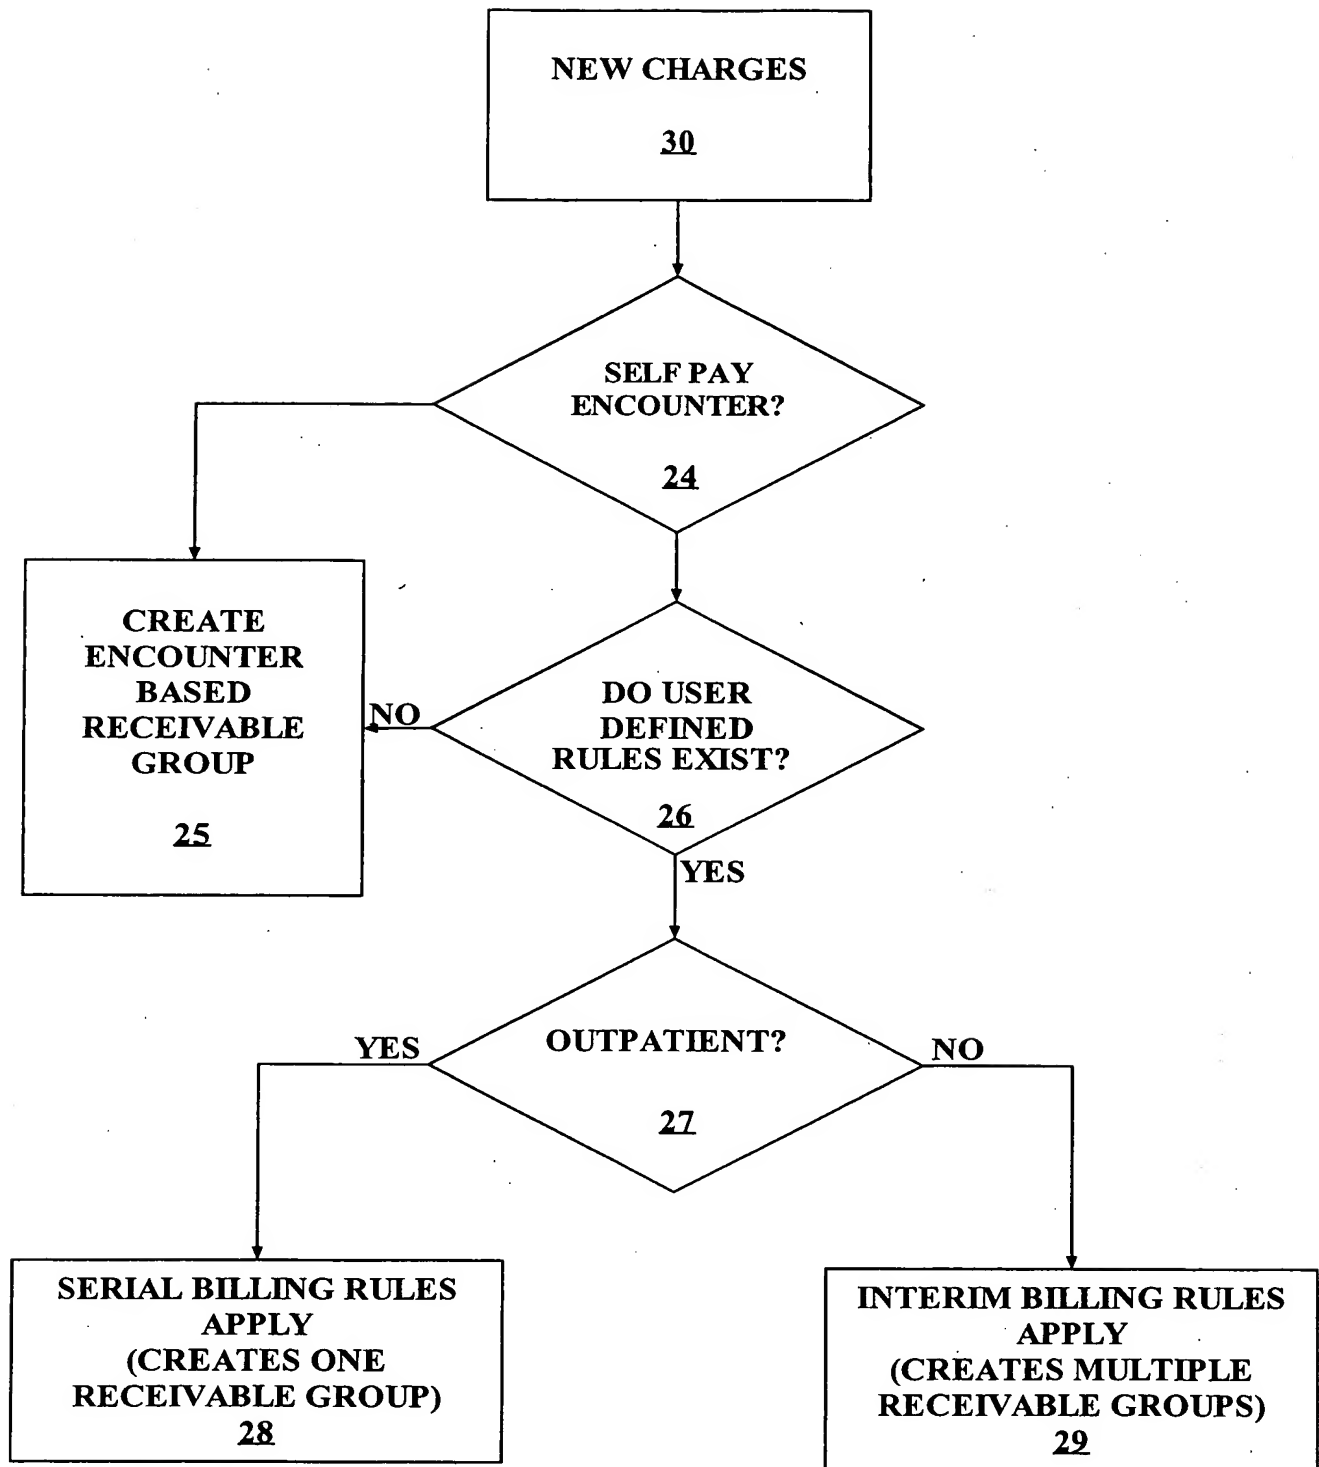 NEW CHARGES
30
SELF PAY
ENCOUNTER?
24
CREATE
ENCOUNTER
BASED
RECEIVABLE
GROUP
25
NO
DO USER
DEFINED
RULES EXIST?
26
YES
YES
OUTPATIENT?
NO
27
SERIAL BILLING RULES
APPLY
(CREATES ONE
RECEIVABLE GROUP)
28
INTERIM BILLING RULES
APPLY
(CREATES MULTIPLE
RECEIVABLE GROUPS)
29